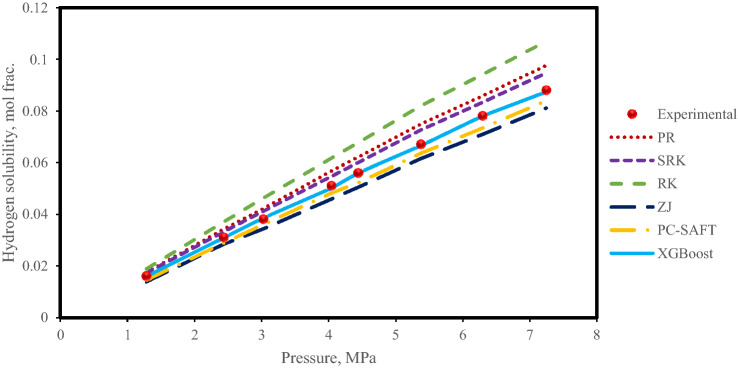 0.12
0.1
0.08
0.06
0.04
0.02
0
Hydrogen solubility, mol frac.
0 1 2 3 4 5 6 7 8
Pressure, MPa
Experimental
PR
SRK
RK
ZJ
PC-SAFT
XGBoost